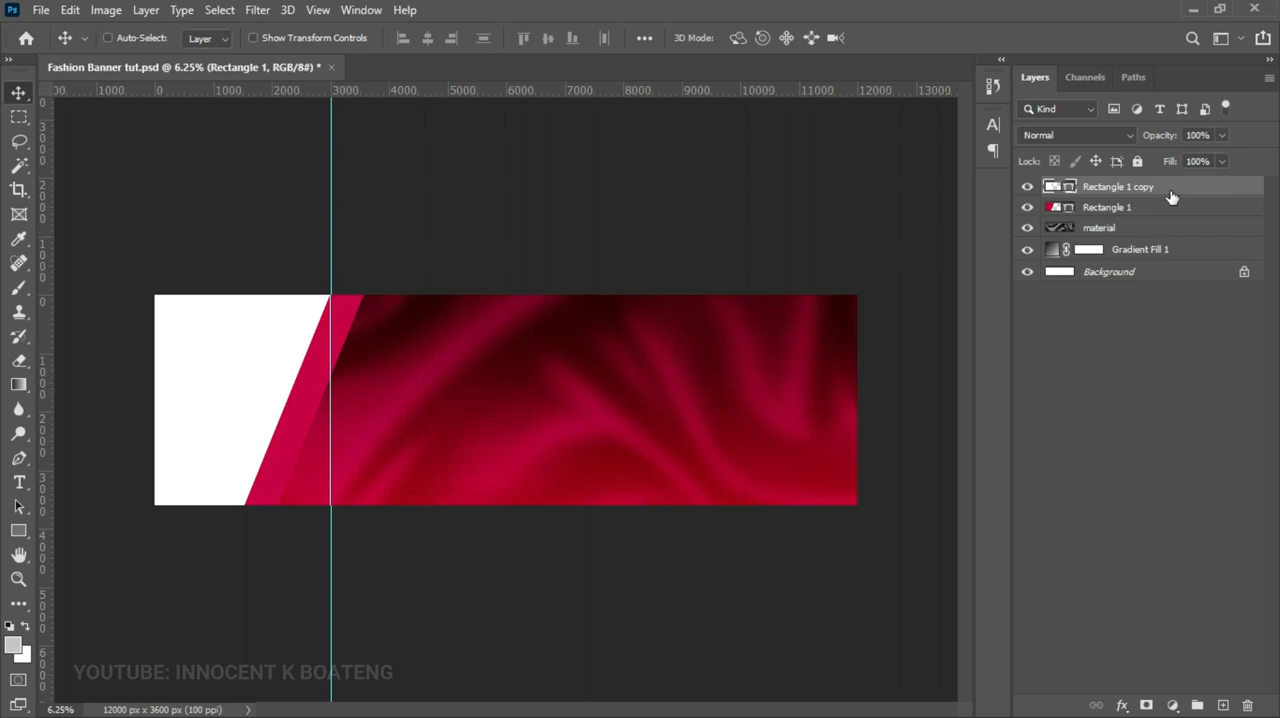 Ps File Edit Image Layer Type Select Filter 3D View Window Help
Auto-Select: Layer Show Transform Controls 3D Mode:
Fashion Banner tut.psd @ 6.25% (Rectangle 1, RGB/8#) * ×
1000 0 1000 2000 3000 4000 5000 6000 7000 8000 9000 10000 11000 12000 13000
Layers Channels Paths
Kind
Normal Opacity: 100%
Lock: Fill: 100%
Rectangle 1 copy
Rectangle 1
material
Gradient Fill 1
Background
YOUTUBE: INNOCENT K BOATENG
6.25% 12000 px x 3600 px (100 ppi)